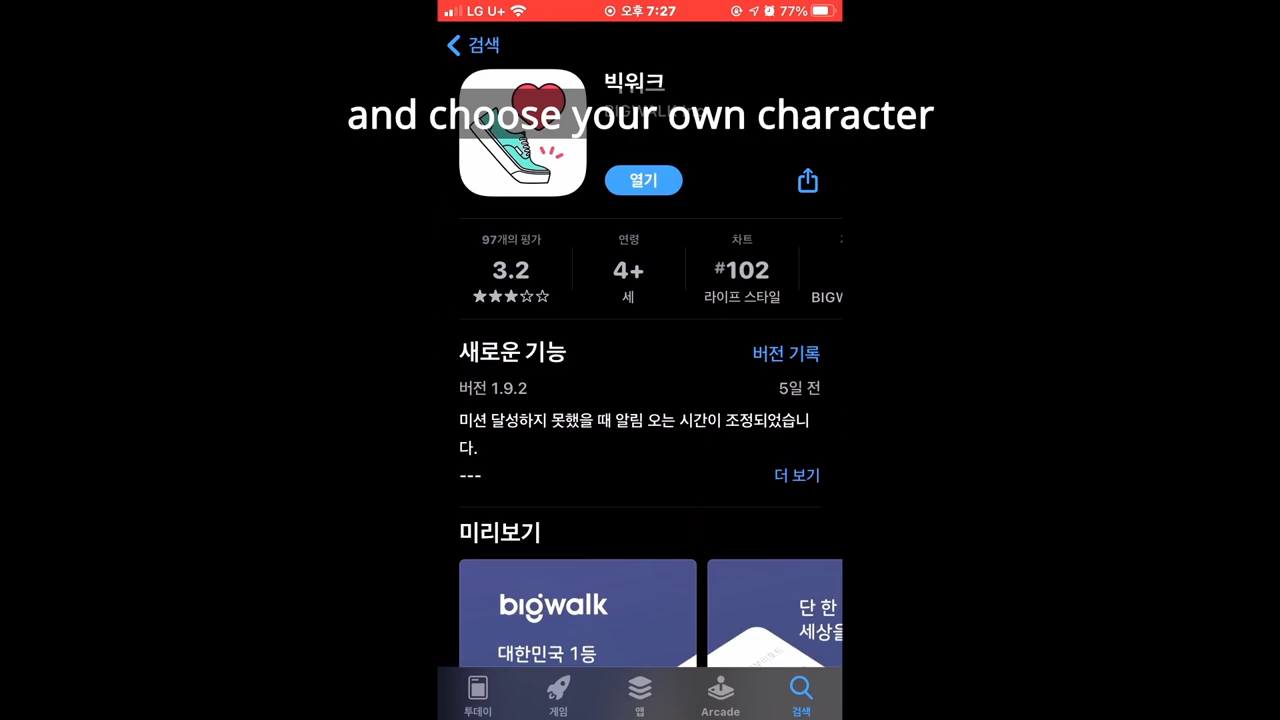 LG U+ 오후 7:27 77%
검색
빅워크
and choose your own character
열기
97개의 평가 연령 차트
3.2 4+ #102
세 라이프 스타일 BIGW
새로운 기능 버전 기록
버전 1.9.2 5일 전
미션 달성하지 못했을 때 알림 오는 시간이 조정되었습니
다.
--- 더 보기
미리보기
bigwalk 단 한
대한민국 1등 세상을
투데이 게임 앱 Arcade 검색